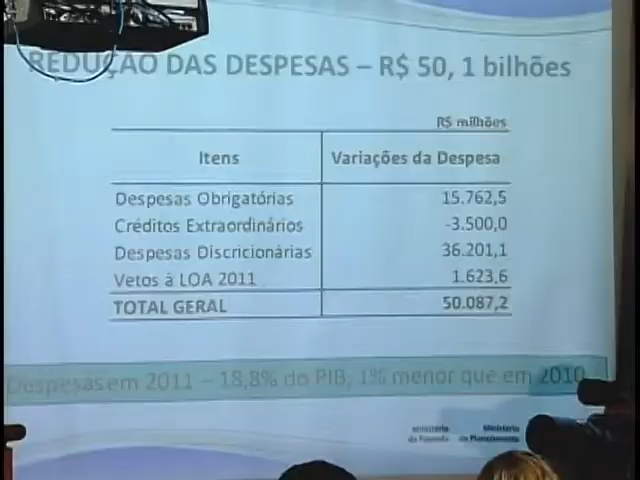 REDUÇÃO DAS DESPESAS – R$ 50, 1 bilhões
R$ milhões
Itens Variações da Despesa
Despesas Obrigatórias 15.762,5
Créditos Extraordinários -3.500,0
Despesas Discricionárias 36.201,1
Vetos à LOA 2011 1.623,6
TOTAL GERAL 50.087,2
Despesas em 2011 – 18,8% do PIB, 1% menor que em 2010
Ministério da Fazenda
Ministério do Planejamento